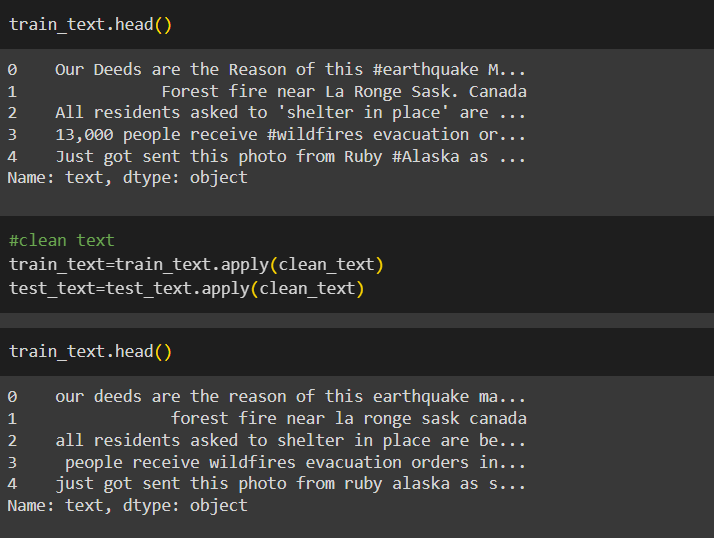 train_text.head()
0    Our Deeds are the Reason of this #earthquake M...
1               Forest fire near La Ronge Sask. Canada
2    All residents asked to 'shelter in place' are ...
3    13,000 people receive #wildfires evacuation or...
4    Just got sent this photo from Ruby #Alaska as ...
Name: text, dtype: object
#clean text
train_text=train_text.apply(clean_text)
test_text=test_text.apply(clean_text)
train_text.head()
0    our deeds are the reason of this earthquake ma...
1                forest fire near la ronge sask canada
2    all residents asked to shelter in place are be...
3     people receive wildfires evacuation orders in...
4    just got sent this photo from ruby alaska as s...
Name: text, dtype: object